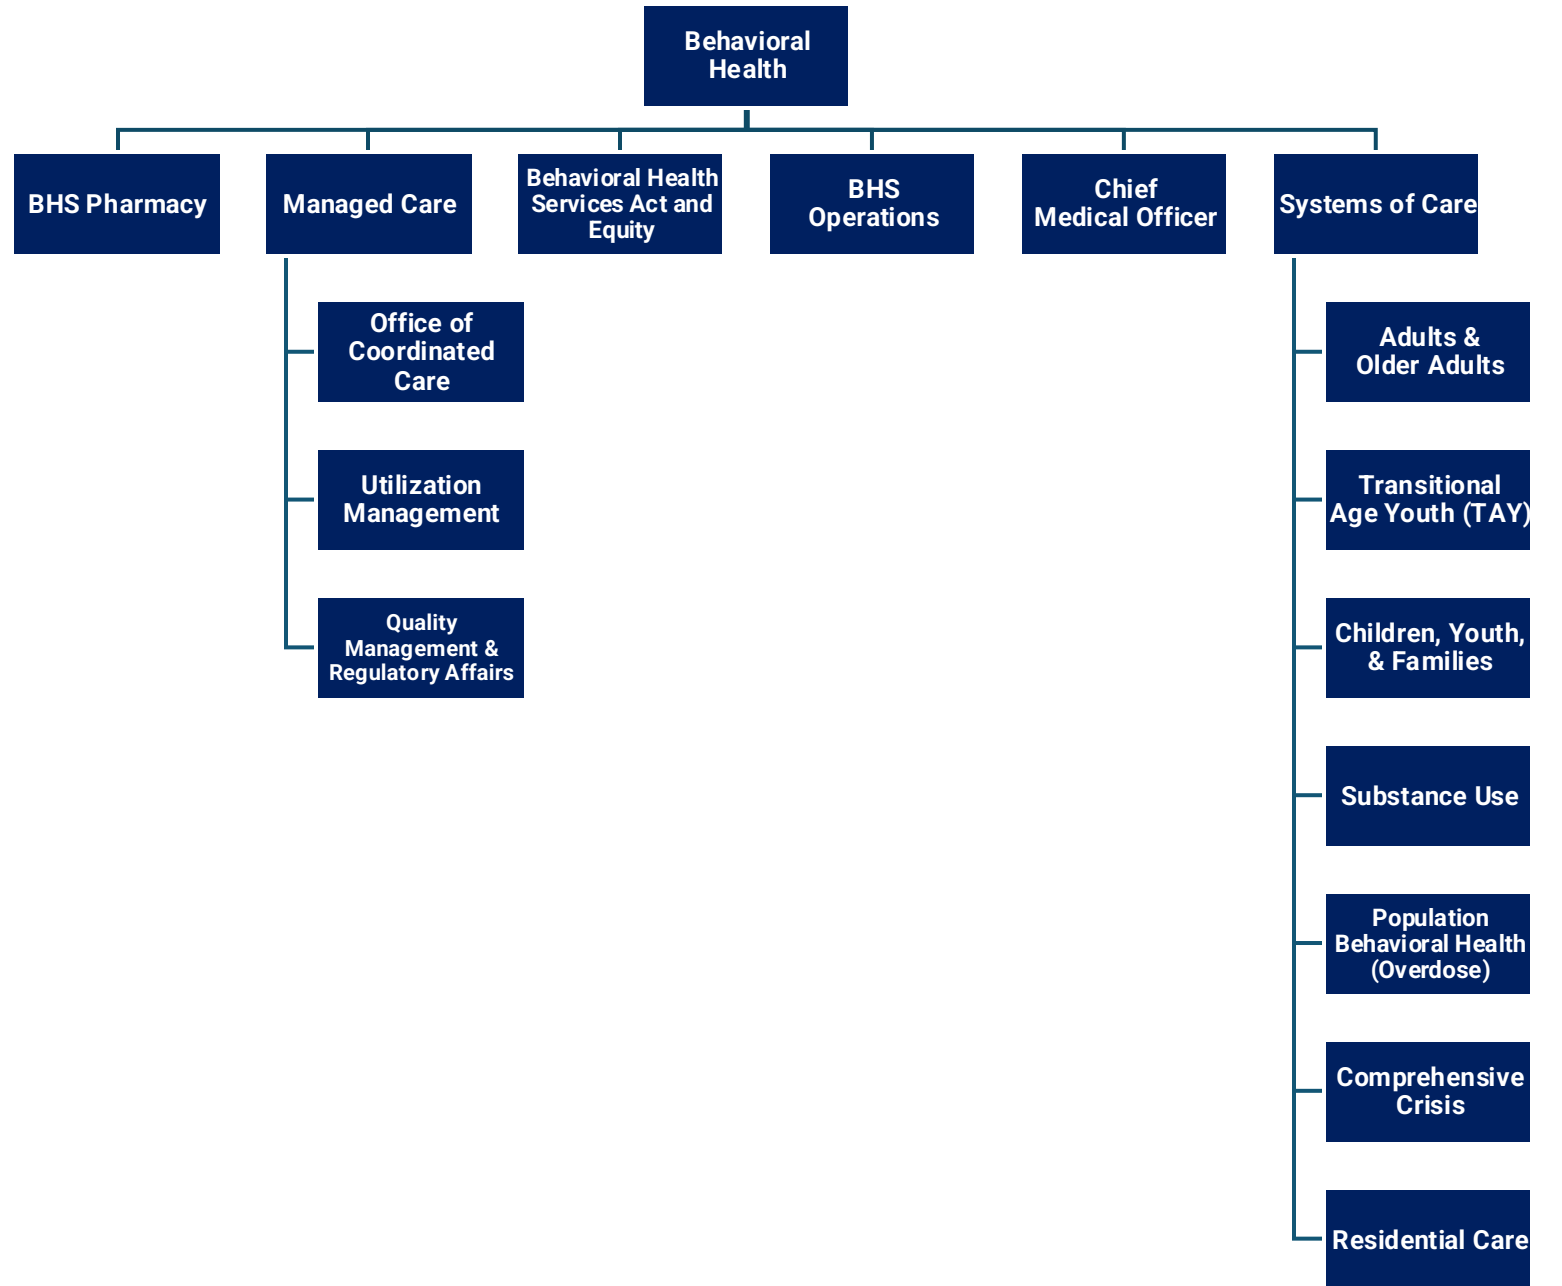 Behavioral
Health
BHS Pharmacy
Managed Care
Behavioral Health
Services Act and
Equity
BHS
Operations
Chief
Medical Officer
Systems of Care
Office of
Coordinated
Care
Utilization
Management
Quality
Management &
Regulatory Affairs
Adults &
Older Adults
Transitional
Age Youth (TAY)
Children, Youth,
& Families
Substance Use
Population
Behavioral Health
(Overdose)
Comprehensive
Crisis
Residential Care